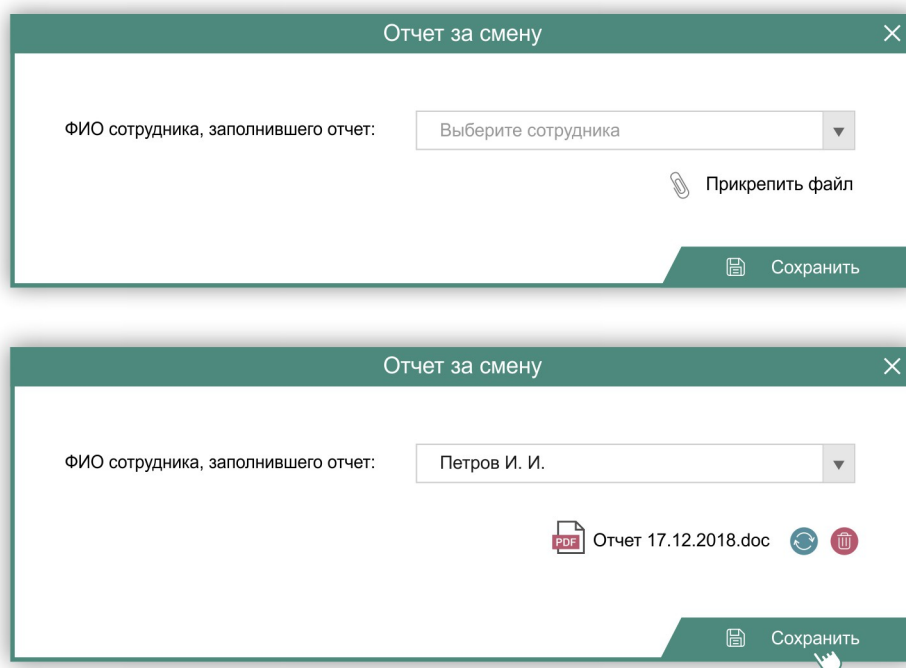 Отчет за смену
ФИО сотрудника, заполнившего отчет:
Выберите сотрудника
Прикрепить файл
Сохранить
Отчет за смену
ФИО сотрудника, заполнившего отчет:
Петров И. И.
PDF Отчет 17.12.2018.doc
Сохранить